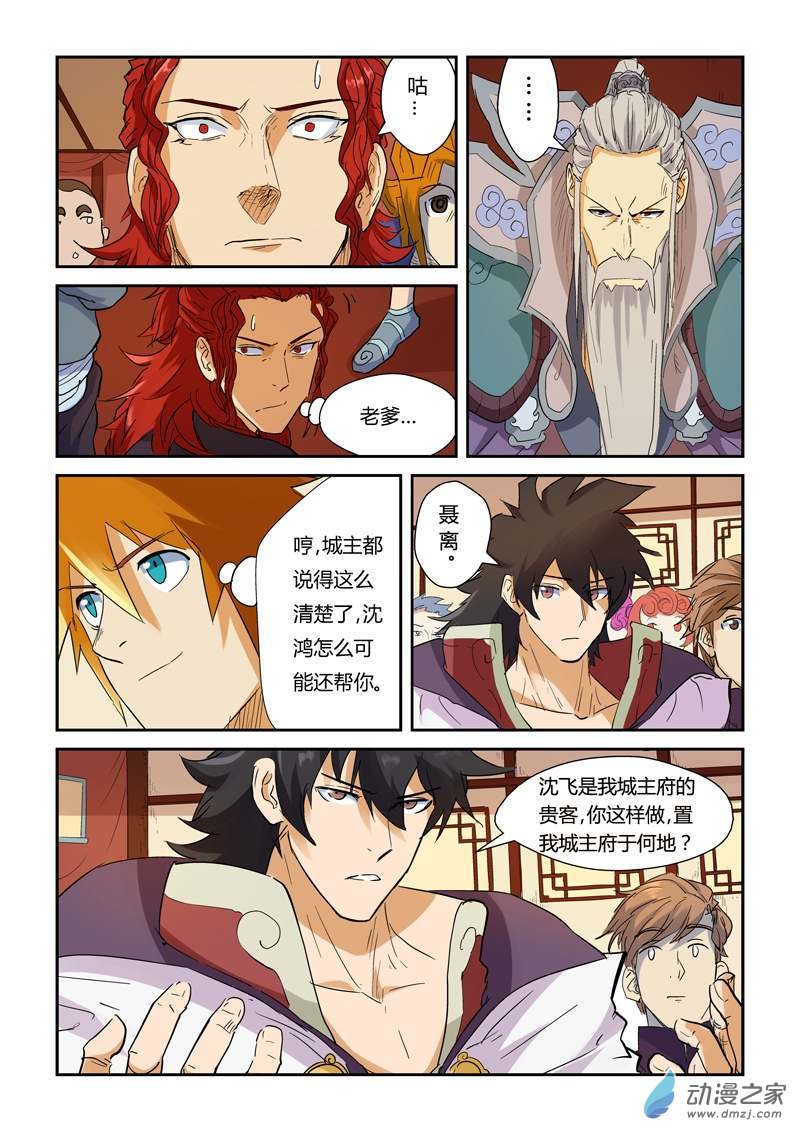 咕
…
……
老爹…
哼,城主都
说得这么
清楚了,沈
鸿怎么可
能还帮你。
聂离。
沈飞是我城主府的
贵客,你这样做,置
我城主府于何地？
动漫之家
www.dmzj.com